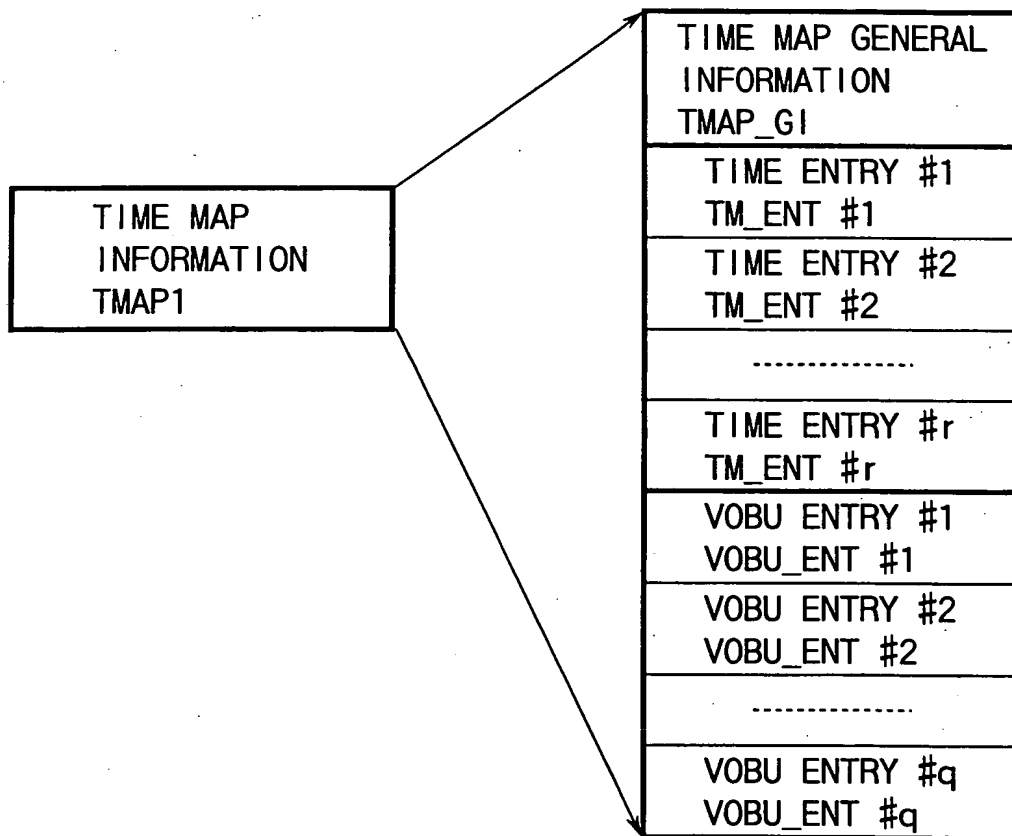 TIME MAP
INFORMATION
TMAP1
TIME MAP GENERAL
INFORMATION
TMAP_GI
TIME ENTRY #1
TM_ENT #1
TIME ENTRY #2
TM_ENT #2
---------------
TIME ENTRY #r
TM_ENT #r
VOBU ENTRY #1
VOBU_ENT #1
VOBU ENTRY #2
VOBU_ENT #2
---------------
VOBU ENTRY #q
VOBU_ENT #q